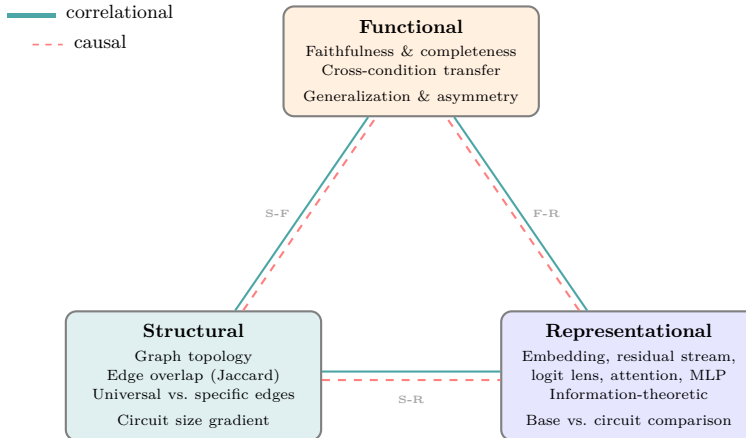 correlational
causal
Functional
Faithfulness & completeness
Cross-condition transfer
Generalization & asymmetry
S-F
F-R
Structural
Graph topology
Edge overlap (Jaccard)
Universal vs. specific edges
Circuit size gradient
S-R
Representational
Embedding, residual stream,
logit lens, attention, MLP
Information-theoretic
Base vs. circuit comparison